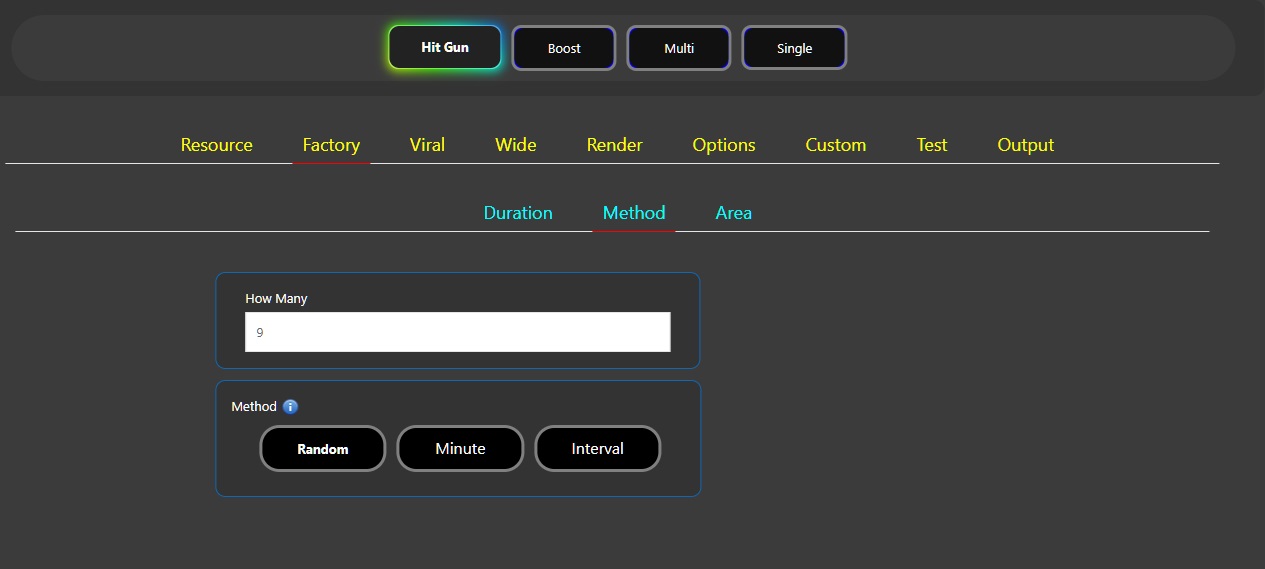 Hit Gun Boost Multi Single
Resource Factory Viral Wide Render Options Custom Test Output
Duration Method Area
How Many
9
Method
Random Minute Interval